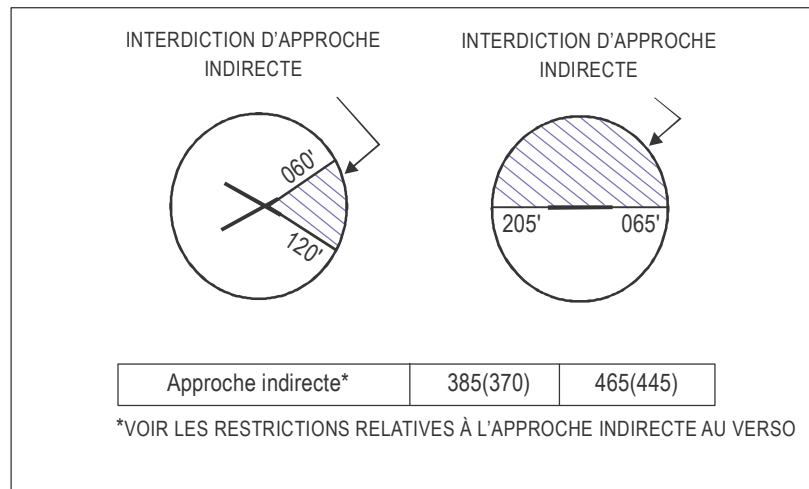 INTERDICTION D'APPROCHE
INDIRECTE
INTERDICTION D'APPROCHE
INDIRECTE
060'
120'
205' 065'
Approche indirecte* 385(370) 465(445)
*VOIR LES RESTRICTIONS RELATIVES À L'APPROCHE INDIRECTE AU VERSO